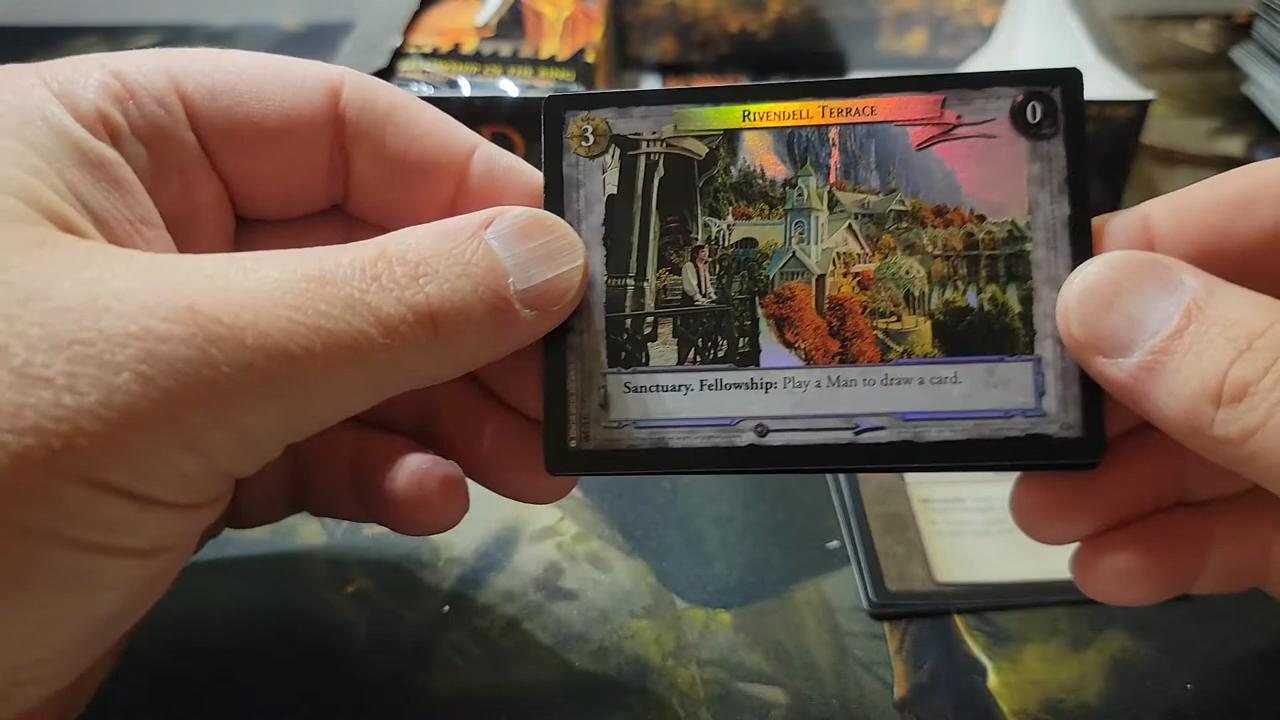 RIVENDELL TERRACE
3
0
Sanctuary. Fellowship: Play a Man to draw a card.